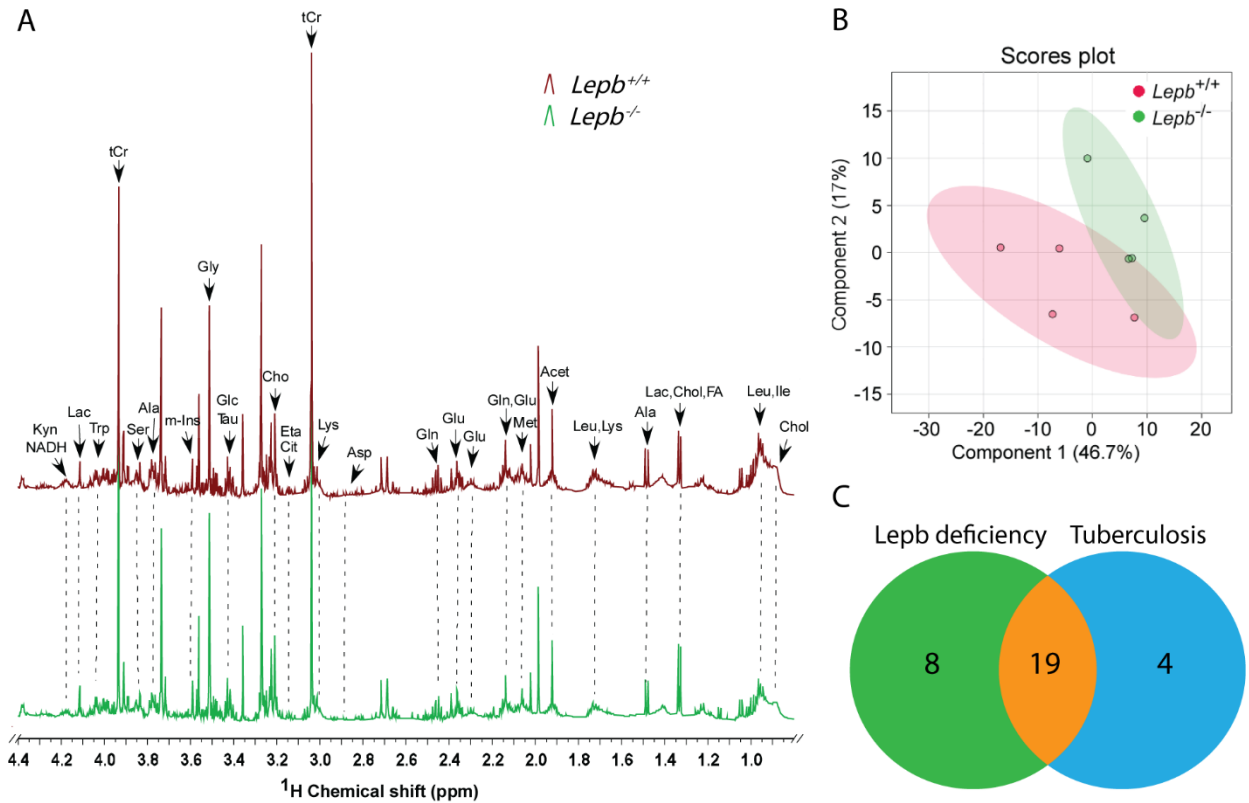 A
tCr
Lepb+/+
Lepb-/-
tCr
Gly
Cho
Acet
Lac
Trp
Ala
Ser
m-Ins
Glc
Tau
Kyn
NADH
Eta
Cit
Lys
Asp
Gln
Glu
Glu
Gln,Glu
Met
Leu,Lys
Ala
Lac,Chol,FA
Leu,Ile
Chol
4.4 4.2 4.0 3.8 3.6 3.4 3.2 3.0 2.8 2.6 2.4 2.2 2.0 1.8 1.6 1.4 1.2 1.0
1H Chemical shift (ppm)
B
Scores plot
Lepb+/+
Lepb-/-
15
10
5
0
-5
-10
-15
Component 2 (17%)
-30 -20 -10 0 10 20
Component 1 (46.7%)
C
Lepb deficiency Tuberculosis
8 19 4